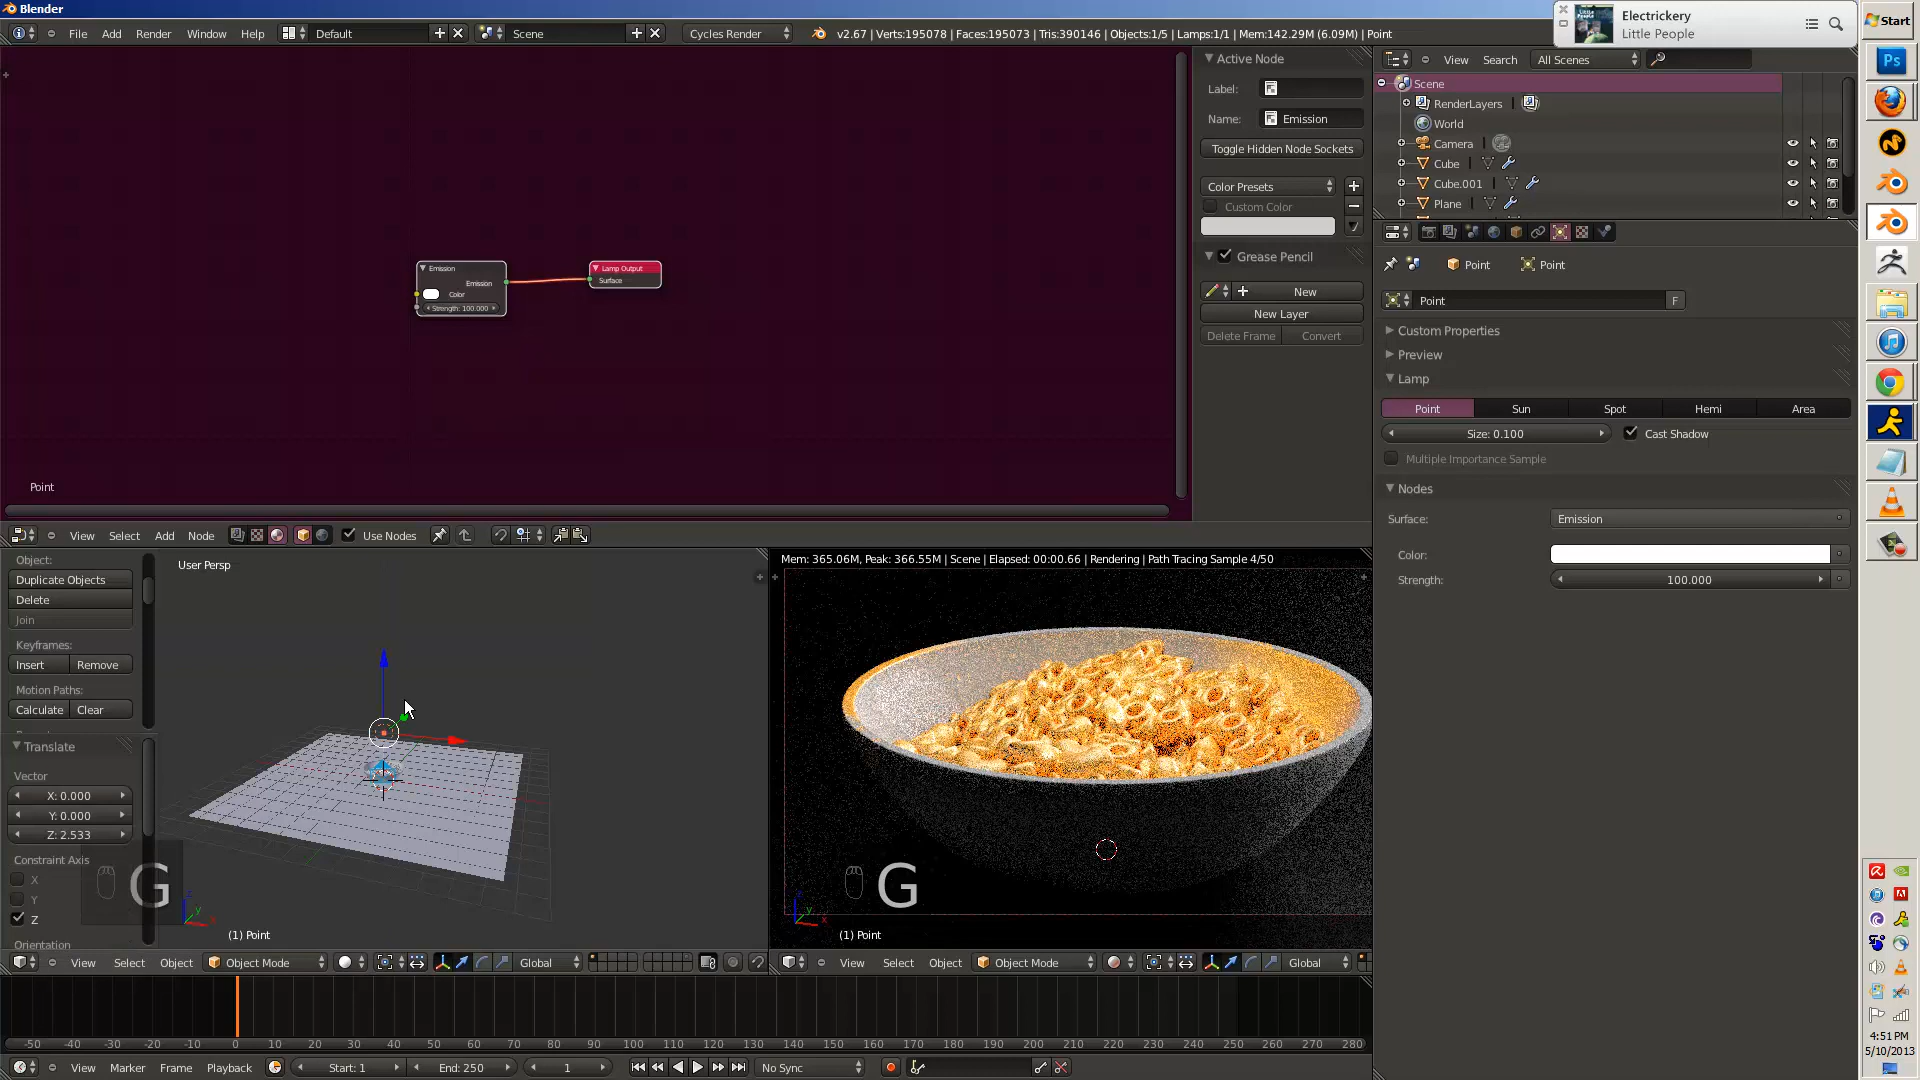 Blender
Electrickery
Little People
Start
File Add Render Window Help Default Scene Cycles Render v2.67 | Verts:195078 | Faces:195073 | Tris:390146 | Objects:1/5 | Lamps:1/1 | Mem:142.29M (6.09M) | Point
Active Node
Label:
Name: Emission
Toggle Hidden Node Sockets
Color Presets
Custom Color
Grease Pencil
New
New Layer
Delete Frame Convert
View Search All Scenes
Scene
RenderLayers |
World
Camera |
Cube |
Cube.001 |
Plane |
Point Point
Point F
Custom Properties
Preview
Lamp
Point Sun Spot Hemi Area
Size: 0.100 Cast Shadow
Multiple Importance Sample
Nodes
Surface: Emission
Color:
Strength: 100.000
Emission
Emission
Color
Strength: 100.000
Lamp Output
Surface
Point
View Select Add Node Use Nodes
Object:
Duplicate Objects
Delete
Join
Keyframes:
Insert Remove
Motion Paths:
Calculate Clear
Translate
Vector
X: 0.000
Y: 0.000
Z: 2.533
Constraint Axis
X
Y
Z
Orientation
User Persp
G
z
y
x
(1) Point
Mem: 365.06M, Peak: 366.55M | Scene | Elapsed: 00:00.66 | Rendering | Path Tracing Sample 4/50
G
z
y
x
(1) Point
View Select Object Object Mode Global
View Select Object Object Mode Global
-50 -40 -30 -20 -10 0 10 20 30 40 50 60 70 80 90 100 110 120 130 140 150 160 170 180 190 200 210 220 230 240 250 260 270 280
View Marker Frame Playback Start: 1 End: 250 1 No Sync
Ps
4:51 PM
5/10/2013